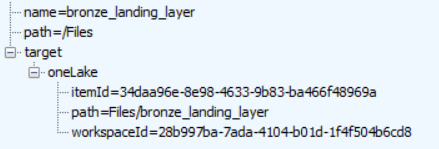 name=bronze_landing_layer
path=/Files
target
oneLake
itemId=34daa96e-8e98-4633-9b83-ba466f48969a
path=Files/bronze_landing_layer
workspaceId=28b997ba-7ada-4104-b01d-1f4f504b6cd8